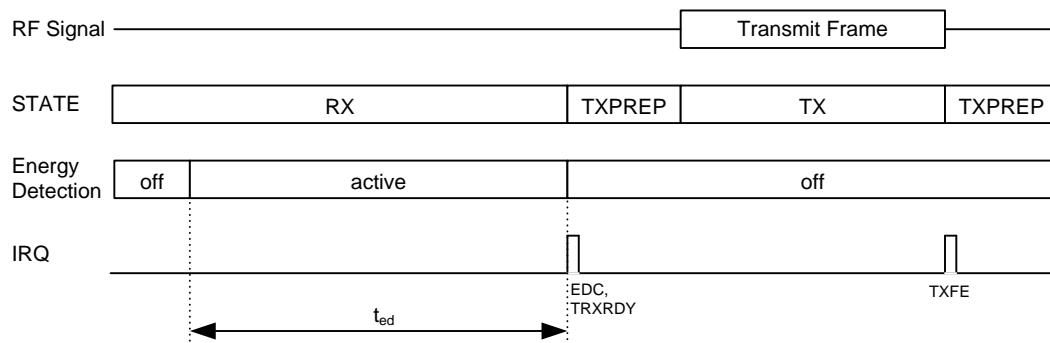 RF Signal
Transmit Frame
STATE
RX
TXPREP
TX
TXPREP
Energy
Detection
off
active
off
IRQ
EDC,
TRXRDY
TXFE
ted